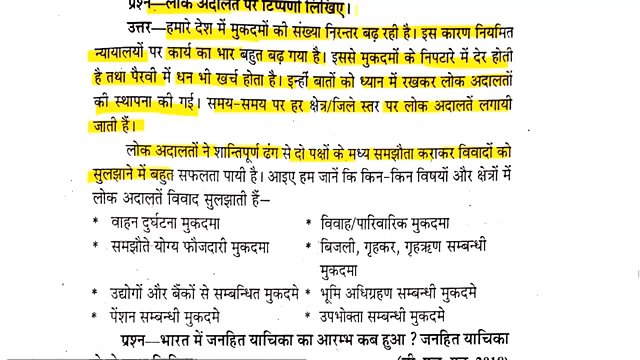 प्रश्न—लोक अदालत पर टिप्पणी लिखिए।
उत्तर—हमारे देश में मुकदमों की संख्या निरन्तर बढ़ रही है। इस कारण नियमित
न्यायालयों पर कार्य का भार बहुत बढ़ गया है। इससे मुकदमों के निपटारे में देर होती
है तथा पैरवी में धन भी खर्च होता है। इन्हीं बातों को ध्यान में रखकर लोक अदालतों
की स्थापना की गई। समय-समय पर हर क्षेत्र/जिले स्तर पर लोक अदालतें लगायी
जाती हैं।
लोक अदालतों ने शान्तिपूर्ण ढंग से दो पक्षों के मध्य समझौता कराकर विवादों को
सुलझाने में बहुत सफलता पायी है। आइए हम जानें कि किन-किन विषयों और क्षेत्रों में
लोक अदालतें विवाद सुलझाती हैं—
* वाहन दुर्घटना मुकदमा * विवाह/पारिवारिक मुकदमा
* समझौते योग्य फौजदारी मुकदमा * बिजली, गृहकर, गृहऋण सम्बन्धी
मुकदमा
* उद्योगों और बैंकों से सम्बन्धित मुकदमे * भूमि अधिग्रहण सम्बन्धी मुकदमे
* पेंशन सम्बन्धी मुकदमे * उपभोक्ता सम्बन्धी मुकदमे
प्रश्न—भारत में जनहित याचिका का आरम्भ कब हुआ ? जनहित याचिका